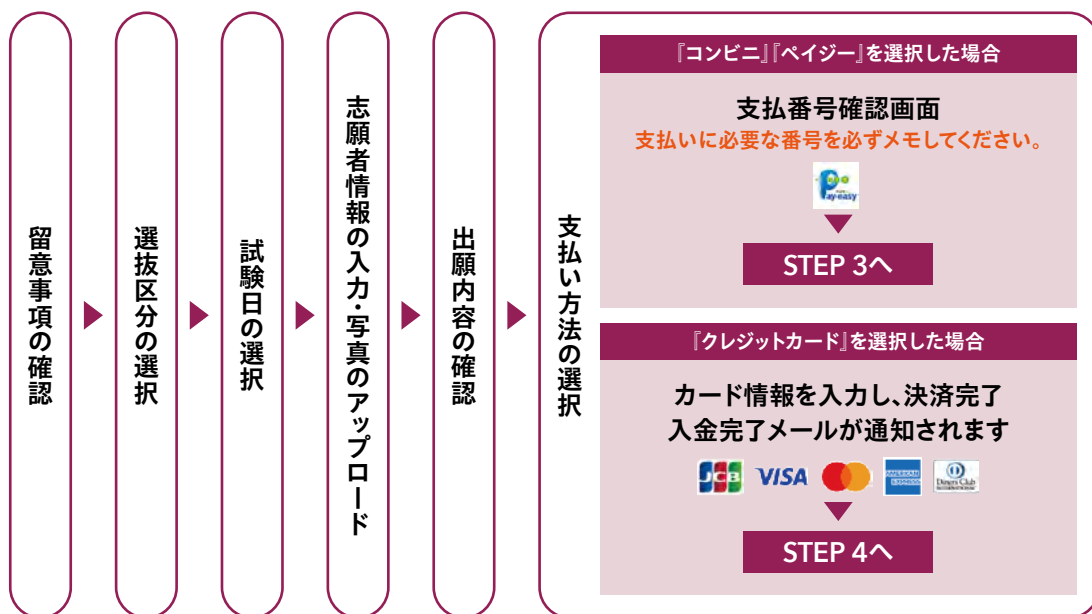 留意事項の確認
選抜区分の選択
試験日の選択
志願者情報の入力・写真のアップロード
出願内容の確認
支払い方法の選択
『コンビニ』『ペイジー』を選択した場合
支払番号確認画面
支払いに必要な番号を必ずメモしてください。
Pay-easy
STEP 3へ
『クレジットカード』を選択した場合
カード情報を入力し、決済完了
入金完了メールが通知されます
JCB VISA AMERICAN EXPRESS Diners Club
STEP 4へ